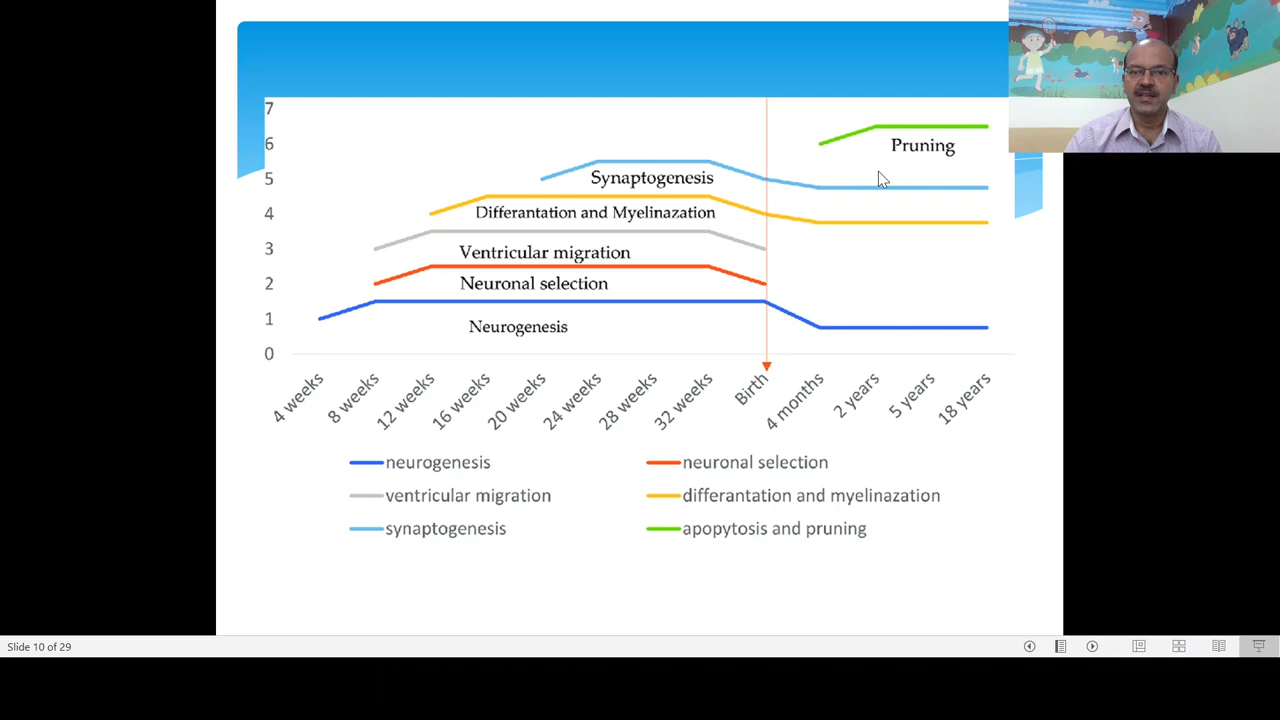 7
6
Pruning
5
Synaptogenesis
4
Differantation and Myelinazation
3
Ventricular migration
2
Neuronal selection
1
Neurogenesis
0
4 weeks 8 weeks 12 weeks 16 weeks 20 weeks 24 weeks 28 weeks 32 weeks Birth 4 months 2 years 5 years 18 years
neurogenesis neuronal selection
ventricular migration differantation and myelinazation
synaptogenesis apopytosis and pruning
Slide 10 of 29